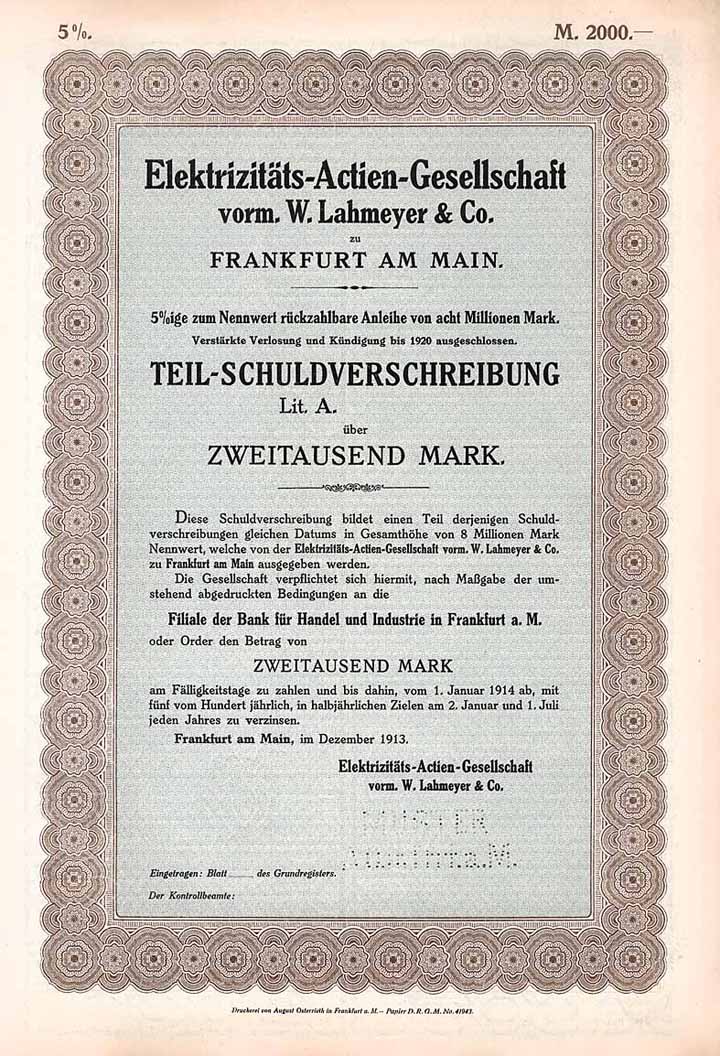 5%.
M. 2000.—
Elektrizitäts-Actien-Gesellschaft
vorm. W. Lahmeyer & Co.
zu
FRANKFURT AM MAIN.
5%ige zum Nennwert rückzahlbare Anleihe von acht Millionen Mark.
Verstärkte Verlosung und Kündigung bis 1920 ausgeschlossen.
TEIL-SCHULDVERSCHREIBUNG
Lit. A.
über
ZWEITAUSEND MARK.
Diese Schuldverschreibung bildet einen Teil derjenigen Schuld-
verschreibungen gleichen Datums in Gesamthöhe von 8 Millionen Mark
Nennwert, welche von der Elektrizitäts-Actien-Gesellschaft vorm. W. Lahmeyer & Co.
zu Frankfurt am Main ausgegeben werden.
Die Gesellschaft verpflichtet sich hiermit, nach Maßgabe der um-
stehend abgedruckten Bedingungen an die
Filiale der Bank für Handel und Industrie in Frankfurt a. M.
oder Order den Betrag von
ZWEITAUSEND MARK
am Fälligkeitstage zu zahlen und bis dahin, vom 1. Januar 1914 ab, mit
fünf vom Hundert jährlich, in halbjährlichen Zielen am 2. Januar und 1. Juli
jeden Jahres zu verzinsen.
Frankfurt am Main, im Dezember 1913.
Elektrizitäts-Actien-Gesellschaft
vorm. W. Lahmeyer & Co.
MUSTER
a.M.
Eingetragen: Blatt____ des Grundregisters.
Der Kontrollbeamte:
Druckerei von August Osterrieth in Frankfurt a. M. – Papier D. R. G. M. No. 41943.